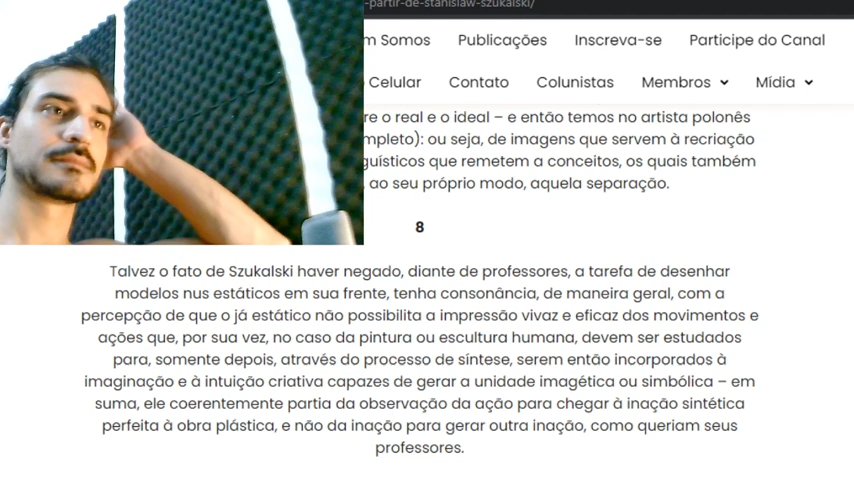 -partir-de-stanislaw-szukalski/
m Somos Publicações Inscreva-se Participe do Canal
Celular Contato Colunistas Membros Mídia
re o real e o ideal – e então temos no artista polonês
mpleto): ou seja, de imagens que servem à recriação
guísticos que remetem a conceitos, os quais também
, ao seu próprio modo, aquela separação.
8
Talvez o fato de Szukalski haver negado, diante de professores, a tarefa de desenhar
modelos nus estáticos em sua frente, tenha consonância, de maneira geral, com a
percepção de que o já estático não possibilita a impressão vivaz e eficaz dos movimentos e
ações que, por sua vez, no caso da pintura ou escultura humana, devem ser estudados
para, somente depois, através do processo de síntese, serem então incorporados à
imaginação e à intuição criativa capazes de gerar a unidade imagética ou simbólica – em
suma, ele coerentemente partia da observação da ação para chegar à inação sintética
perfeita à obra plástica, e não da inação para gerar outra inação, como queriam seus
professores.